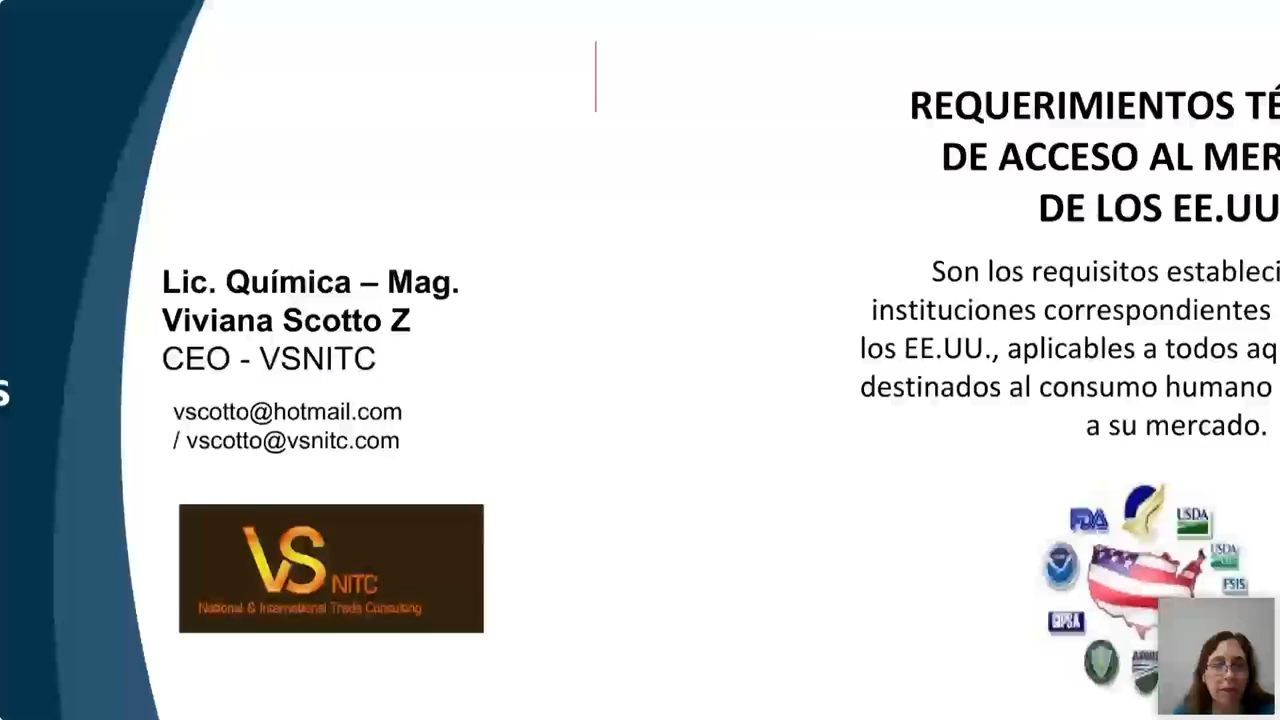 S
Lic. Química – Mag.
Viviana Scotto Z
CEO - VSNITC
vscotto@hotmail.com
/ vscotto@vsnitc.com
VS NITC
National & International Trade Consulting
REQUERIMIENTOS TÉ
DE ACCESO AL MER
DE LOS EE.UU
Son los requisitos estableci
instituciones correspondientes
los EE.UU., aplicables a todos aq
destinados al consumo humano
a su mercado.
FDA
USDA
USDA
FSIS
GIPSA